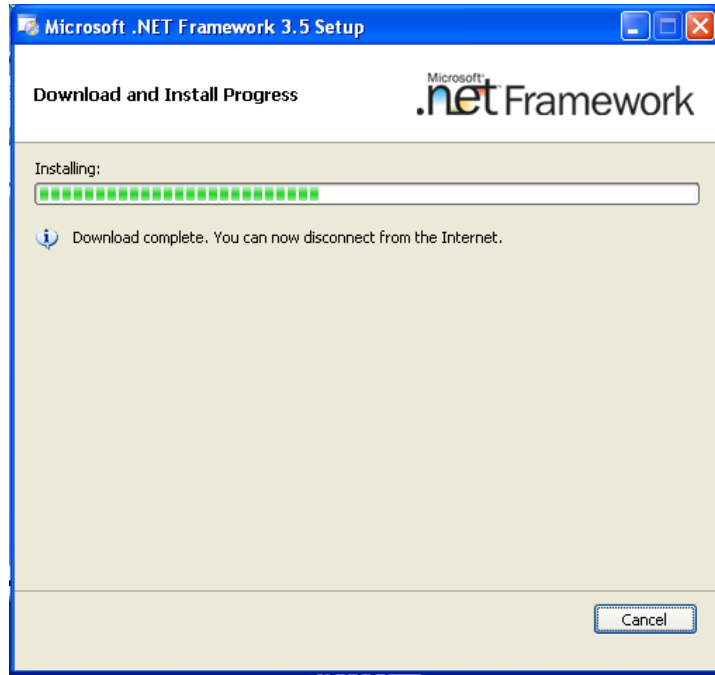 Microsoft .NET Framework 3.5 Setup
Download and Install Progress
Microsoft
.net Framework
Installing:
Download complete. You can now disconnect from the Internet.
Cancel